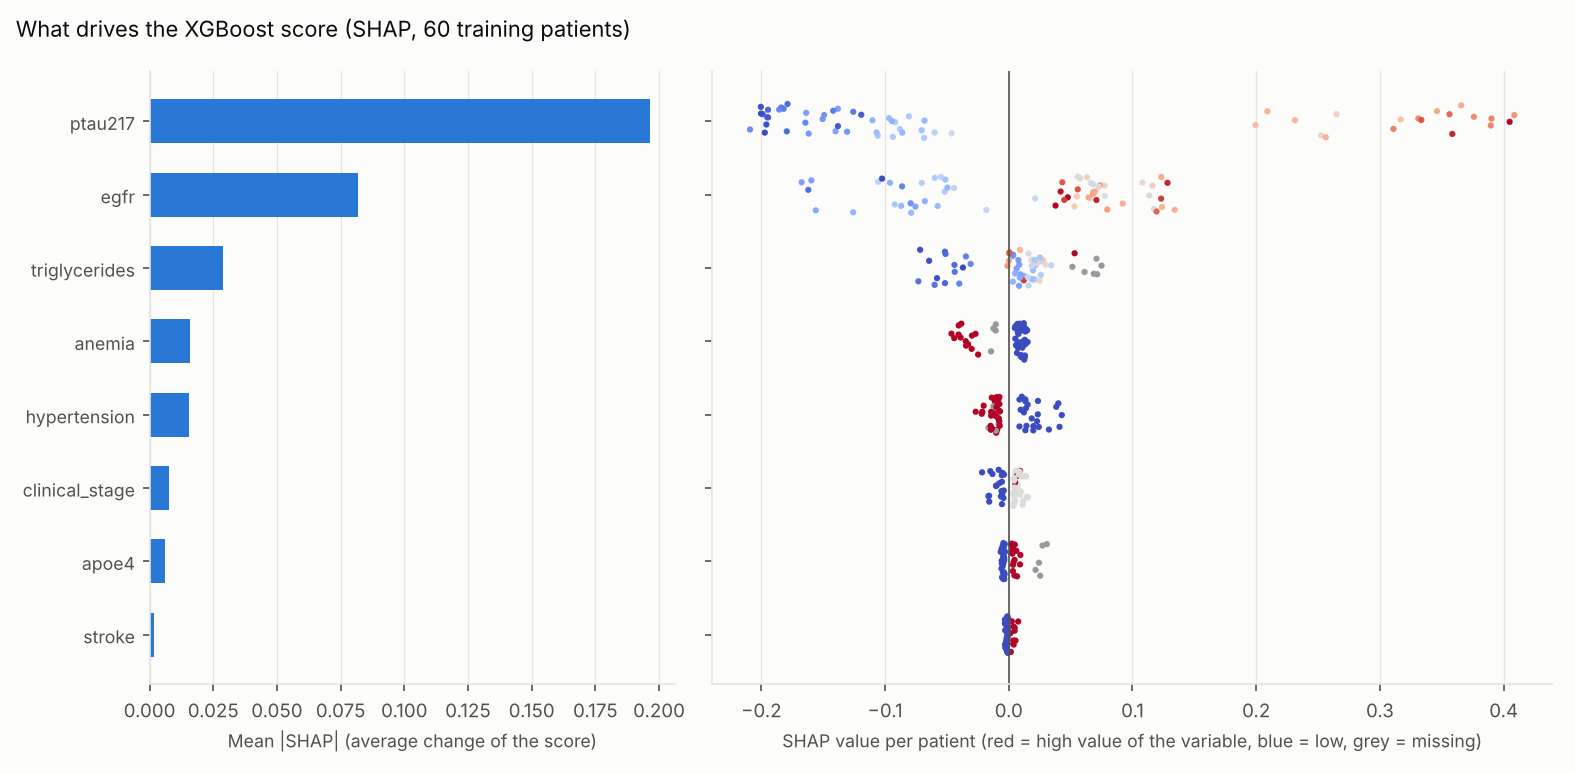 What drives the XGBoost score (SHAP, 60 training patients)
ptau217
egfr
triglycerides
anemia
hypertension
clinical_stage
apoe4
stroke
0.000 0.025 0.050 0.075 0.100 0.125 0.150 0.175 0.200
Mean |SHAP| (average change of the score)
−0.2 −0.1 0.0 0.1 0.2 0.3 0.4
SHAP value per patient (red = high value of the variable, blue = low, grey = missing)